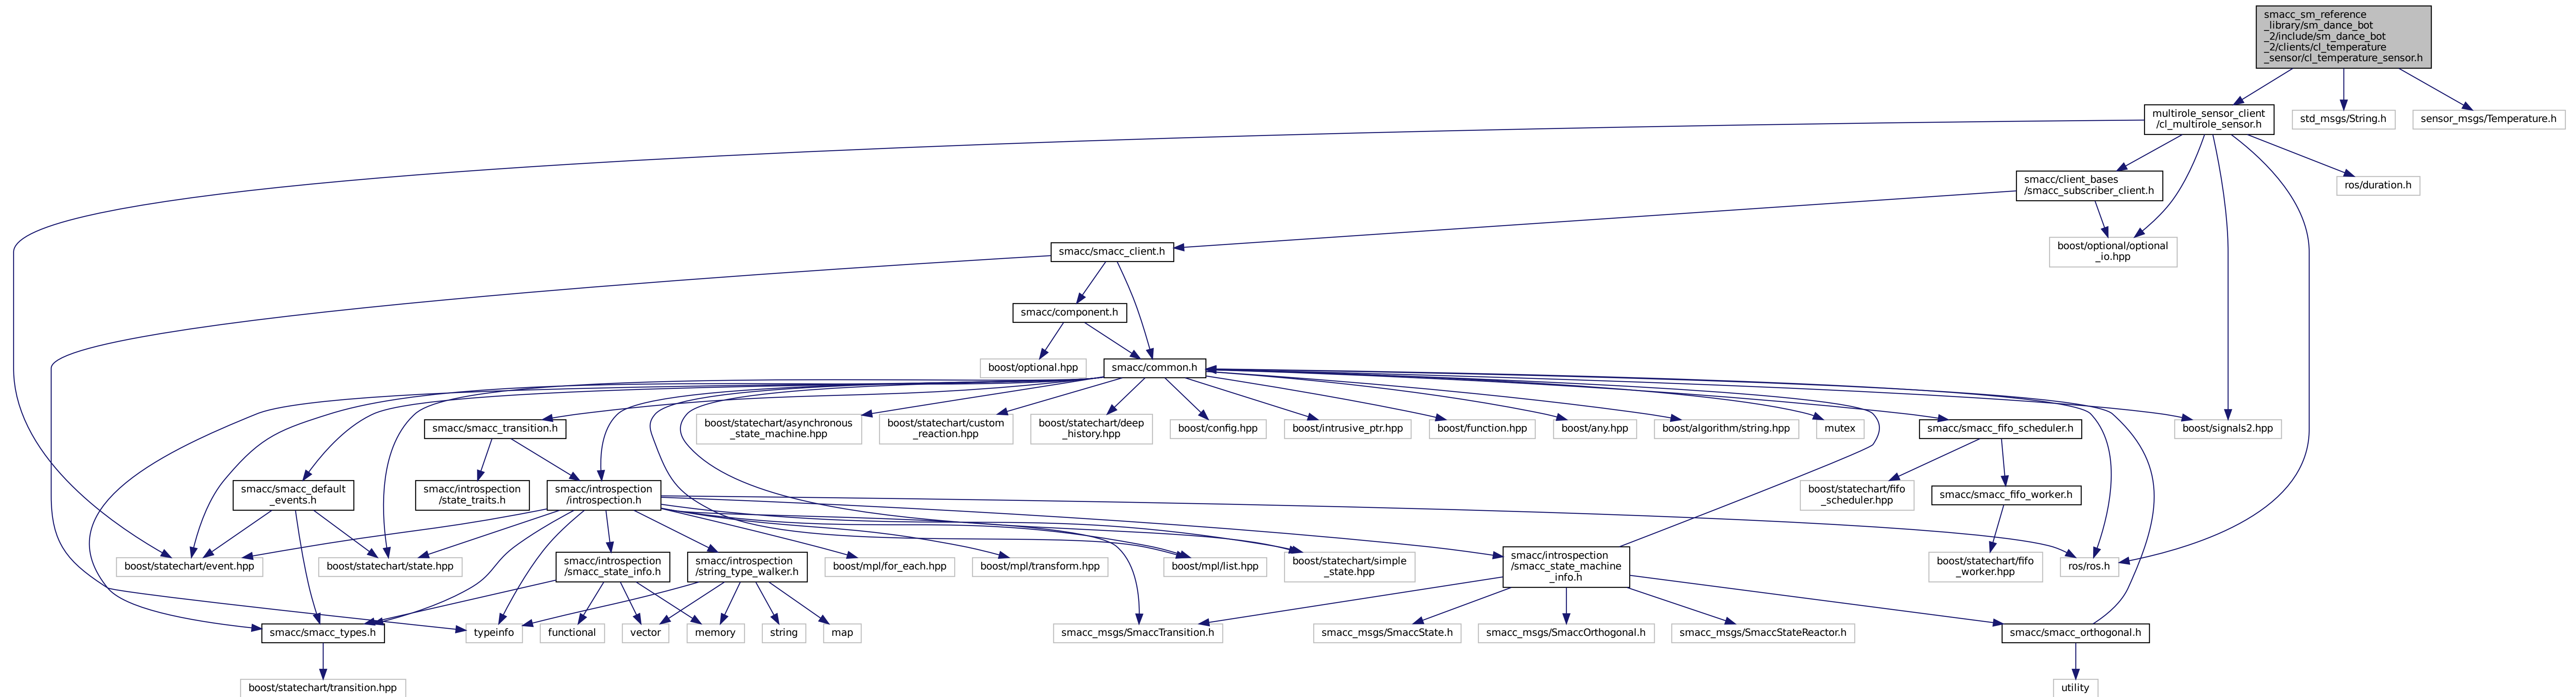 smacc_sm_reference
_library/sm_dance_bot
_2/include/sm_dance_bot
_2/clients/cl_temperature
_sensor/cl_temperature_sensor.h
multirole_sensor_client
/cl_multirole_sensor.h
std_msgs/String.h
sensor_msgs/Temperature.h
smacc/client_bases
/smacc_subscriber_client.h
ros/duration.h
smacc/smacc_client.h
boost/optional/optional
_io.hpp
smacc/component.h
boost/optional.hpp
smacc/common.h
smacc/smacc_transition.h
boost/statechart/asynchronous
_state_machine.hpp
boost/statechart/custom
_reaction.hpp
boost/statechart/deep
_history.hpp
boost/config.hpp
boost/intrusive_ptr.hpp
boost/function.hpp
boost/any.hpp
boost/algorithm/string.hpp
mutex
smacc/smacc_fifo_scheduler.h
boost/signals2.hpp
smacc/smacc_default
_events.h
smacc/introspection
/state_traits.h
smacc/introspection
/introspection.h
boost/statechart/fifo
_scheduler.hpp
smacc/smacc_fifo_worker.h
boost/statechart/event.hpp
boost/statechart/state.hpp
smacc/introspection
/smacc_state_info.h
smacc/introspection
/string_type_walker.h
boost/mpl/for_each.hpp
boost/mpl/transform.hpp
boost/mpl/list.hpp
boost/statechart/simple
_state.hpp
smacc/introspection
/smacc_state_machine
_info.h
boost/statechart/fifo
_worker.hpp
ros/ros.h
smacc/smacc_types.h
typeinfo
functional
vector
memory
string
map
smacc_msgs/SmaccTransition.h
smacc_msgs/SmaccState.h
smacc_msgs/SmaccOrthogonal.h
smacc_msgs/SmaccStateReactor.h
smacc/smacc_orthogonal.h
boost/statechart/transition.hpp
utility